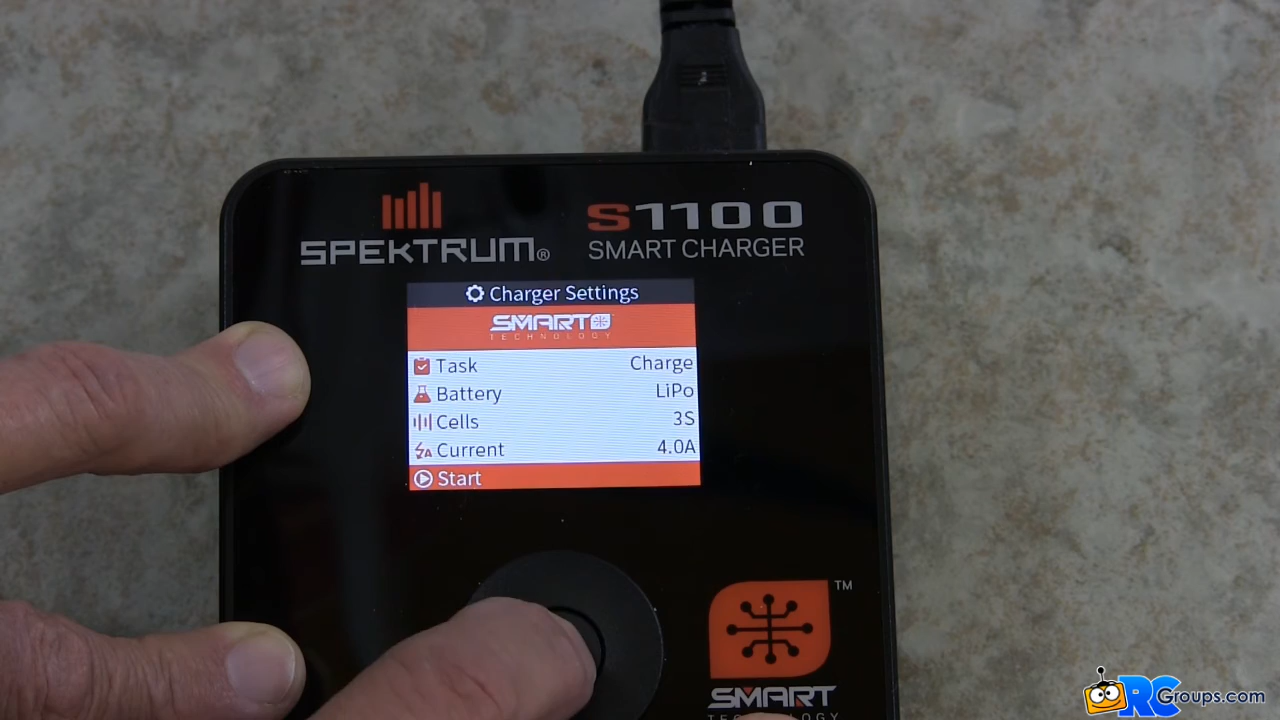 SPEKTRUM®
S1100
SMART CHARGER
Charger Settings
SMART
TECHNOLOGY
Task Charge
Battery LiPo
Cells 3S
Current 4.0A
Start
TM
SMART
TECHNOLOGY
RCGroups.com